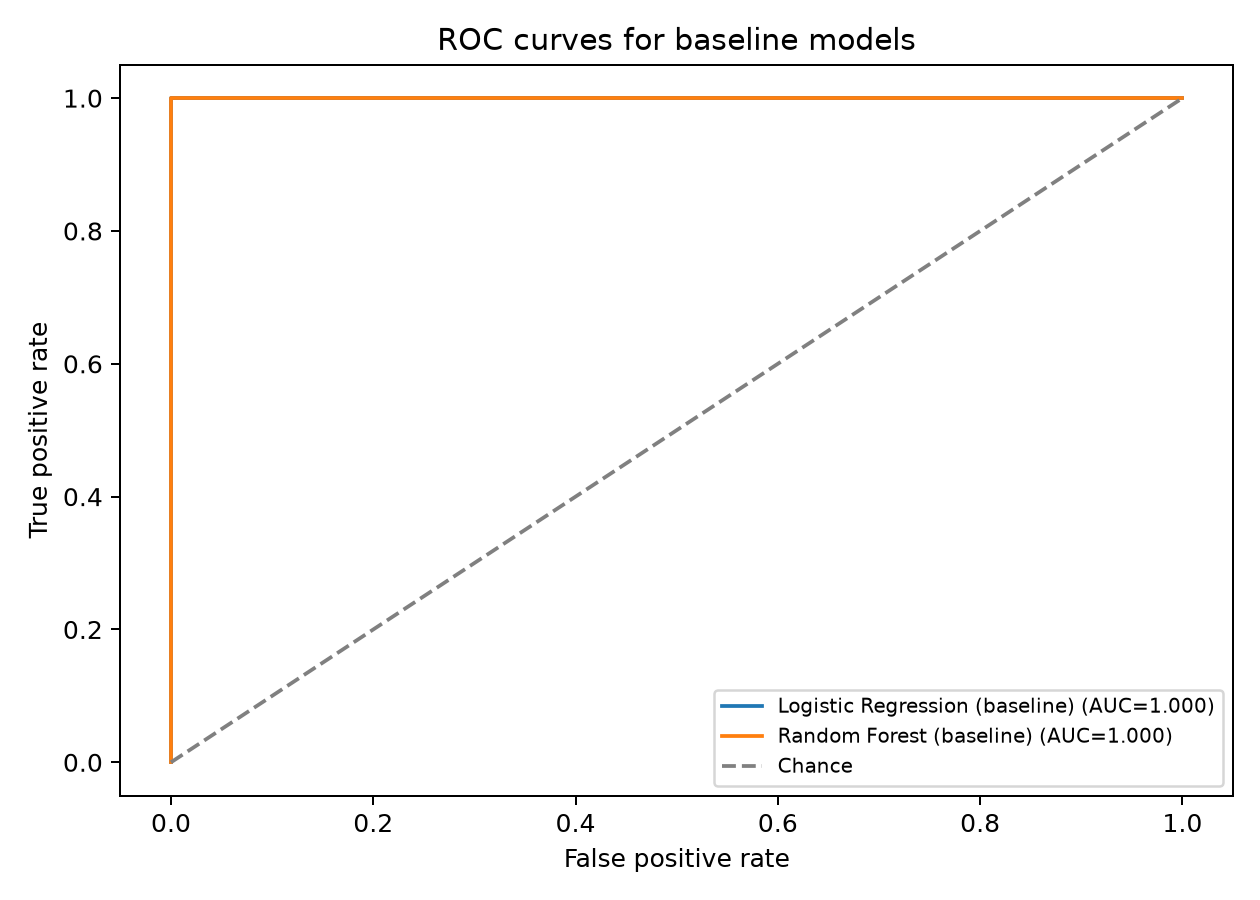 ROC curves for baseline models
True positive rate
1.0
0.8
0.6
0.4
0.2
0.0
Logistic Regression (baseline) (AUC=1.000)
Random Forest (baseline) (AUC=1.000)
Chance
0.0 0.2 0.4 0.6 0.8 1.0
False positive rate